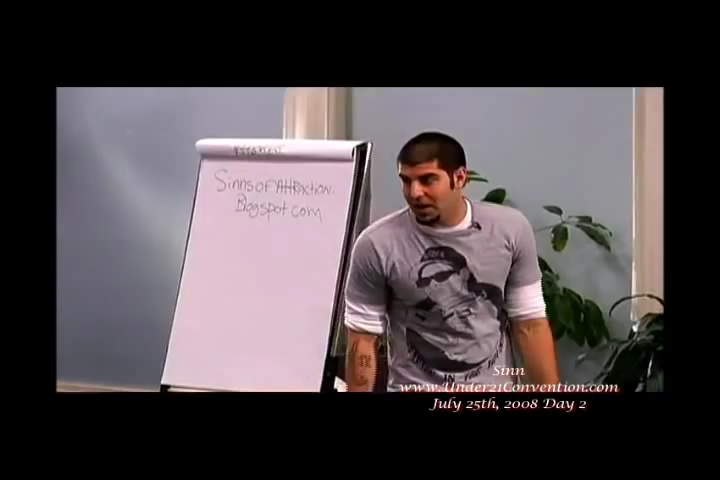 SinnsofAttraction.
Blogspot.com
Sinn
www.Under21Convention.com
July 25th, 2008 Day 2